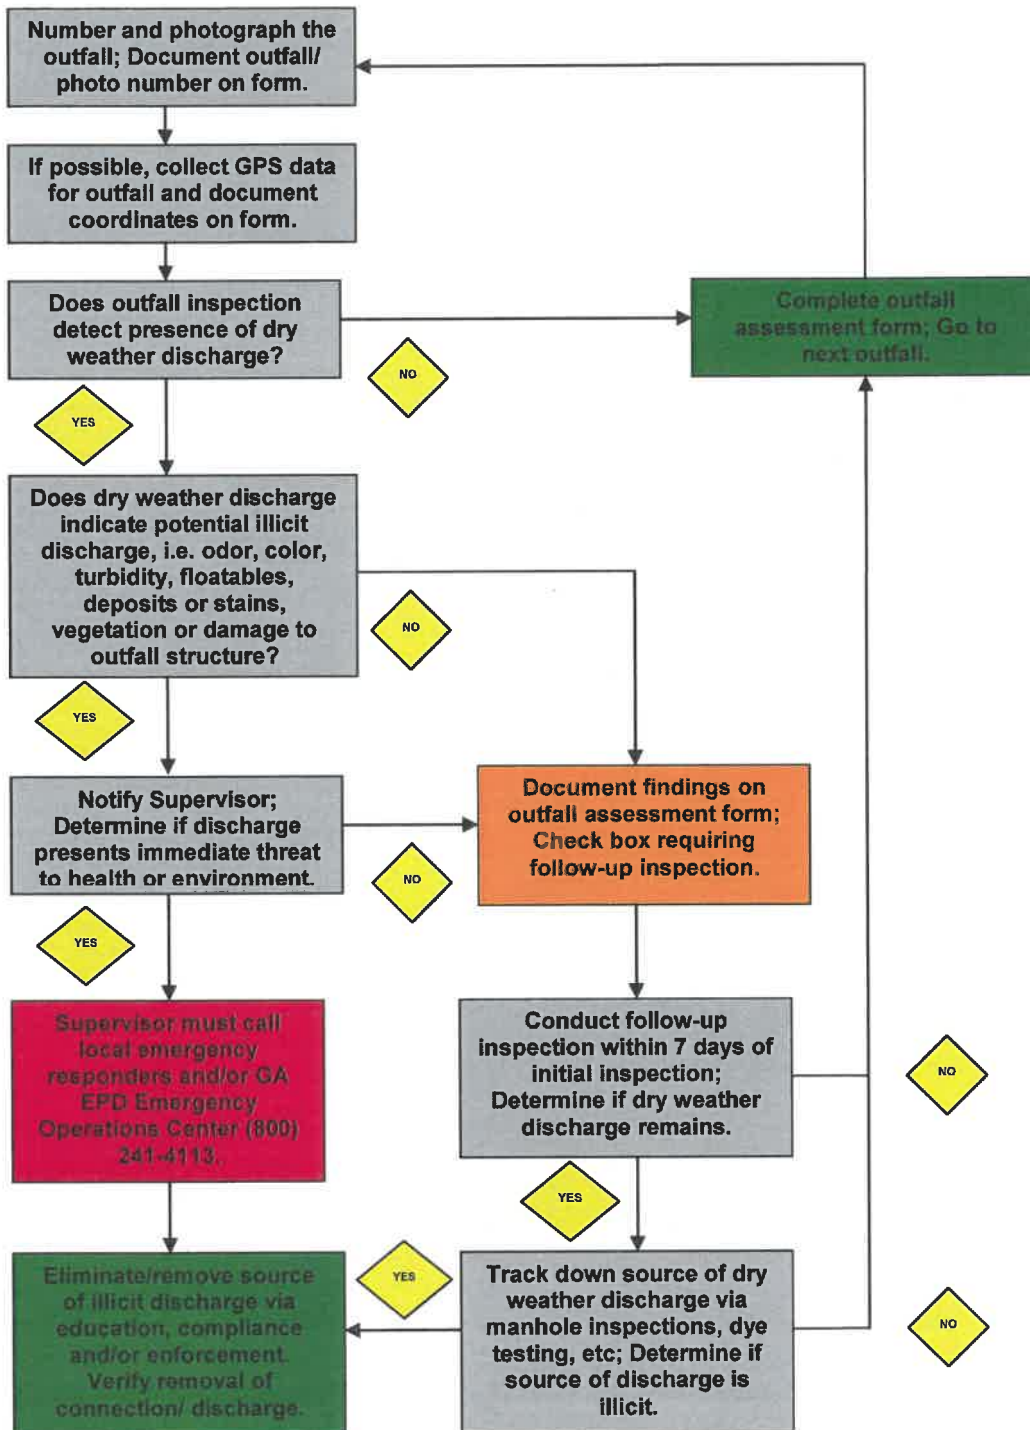 Number and photograph the
outfall; Document outfall/
photo number on form.
If possible, collect GPS data
for outfall and document
coordinates on form.
Does outfall inspection
detect presence of dry
weather discharge?
NO
Complete outfall
assessment form; Go to
next outfall.
YES
Does dry weather discharge
indicate potential illicit
discharge, i.e. odor, color,
turbidity, floatables,
deposits or stains,
vegetation or damage to
outfall structure?
NO
YES
Notify Supervisor;
Determine if discharge
presents immediate threat
to health or environment.
NO
Document findings on
outfall assessment form;
Check box requiring
follow-up inspection.
YES
Supervisor must call
local emergency
responders and/or GA
EPD Emergency
Operations Center (800)
241-4113.
Conduct follow-up
inspection within 7 days of
initial inspection;
Determine if dry weather
discharge remains.
NO
YES
Eliminate/remove source
of illicit discharge via
education, compliance
and/or enforcement.
Verify removal of
connection/ discharge.
YES
Track down source of dry
weather discharge via
manhole inspections, dye
testing, etc; Determine if
source of discharge is
illicit.
NO